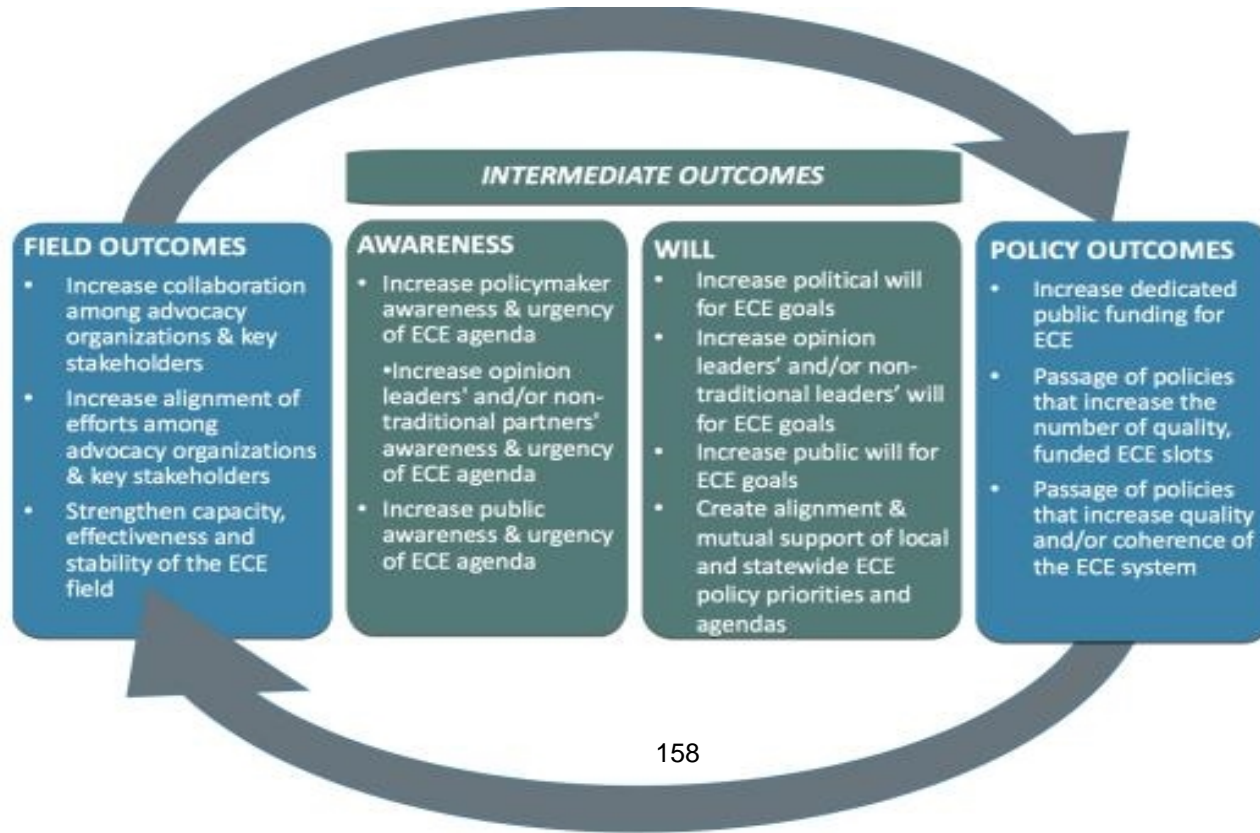 INTERMEDIATE OUTCOMES
FIELD OUTCOMES
• Increase collaboration
among advocacy
organizations & key
stakeholders
• Increase alignment of
efforts among
advocacy organizations
& key stakeholders
• Strengthen capacity,
effectiveness and
stability of the ECE
field
AWARENESS
• Increase policymaker
awareness & urgency
of ECE agenda
•Increase opinion
leaders' and/or non-
traditional partners'
awareness & urgency
of ECE agenda
• Increase public
awareness & urgency
of ECE agenda
WILL
• Increase political will
for ECE goals
• Increase opinion
leaders' and/or non-
traditional leaders' will
for ECE goals
• Increase public will for
ECE goals
• Create alignment &
mutual support of local
and statewide ECE
policy priorities and
agendas
POLICY OUTCOMES
• Increase dedicated
public funding for
ECE
• Passage of policies
that increase the
number of quality,
funded ECE slots
• Passage of policies
that increase quality
and/or coherence of
the ECE system
158